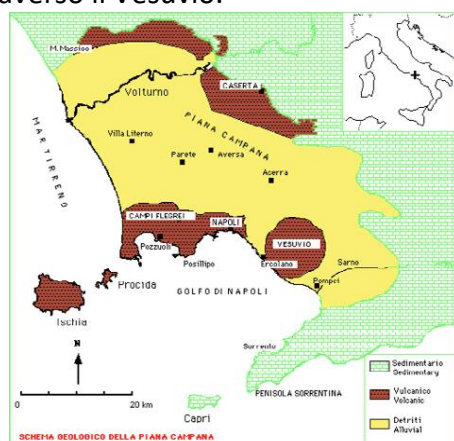 averso il Vesuvio.
M. Massico
Volturno
CASERTA
MAR TIRRENO
Villa Literno
PIANA CAMPANA
Parete
Aversa
Acerra
CAMPI FLEGREI
NAPOLI
VESUVIO
Pozzuoli
Posillipo
Ercolano
Sarno
Procida
Pompei
GOLFO DI NAPOLI
Ischia
N
Sorrento
Sedimentario
Sedimentary
Vulcanico
Volcanic
0
20 km
PENISOLA SORRENTINA
Capri
Detriti
Alluvial
SCHEMA GEOLOGICO DELLA PIANA CAMPANA